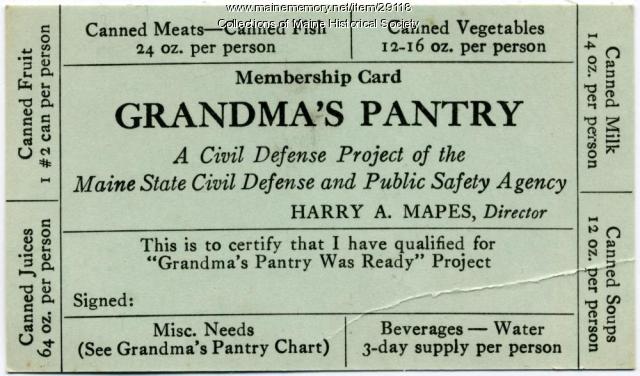 www.mainememory.net/item/29118
Collections of Maine Historical Society
Canned Meats—Canned Fish
24 oz. per person
Canned Vegetables
12-16 oz. per person
Canned Fruit
1 #2 can per person
Canned Milk
14 oz. per person
Membership Card
GRANDMA'S PANTRY
A Civil Defense Project of the
Maine State Civil Defense and Public Safety Agency
HARRY A. MAPES, Director
This is to certify that I have qualified for
"Grandma's Pantry Was Ready" Project
Signed:
Canned Juices
64 oz. per person
Canned Soups
12 oz. per person
Misc. Needs
(See Grandma's Pantry Chart)
Beverages — Water
3-day supply per person